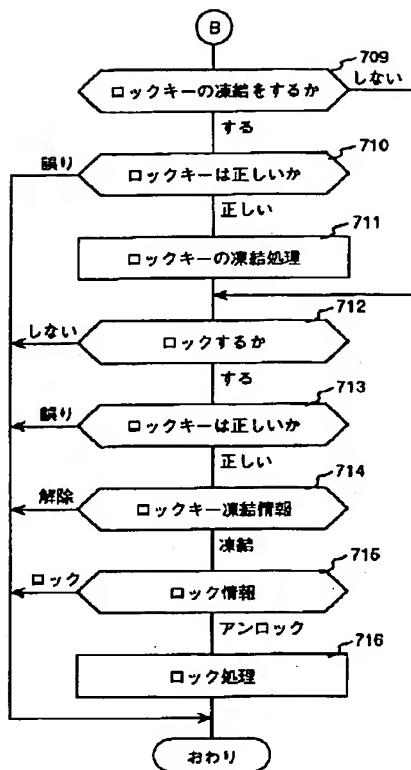 B
709
ロックキーの凍結をするか
しない
する
710
誤り
ロックキーは正しいか
正しい
711
ロックキーの凍結処理
712
しない
ロックするか
する
713
誤り
ロックキーは正しいか
正しい
714
解除
ロックキー凍結情報
凍結
715
ロック
ロック情報
アンロック
716
ロック処理
おわり